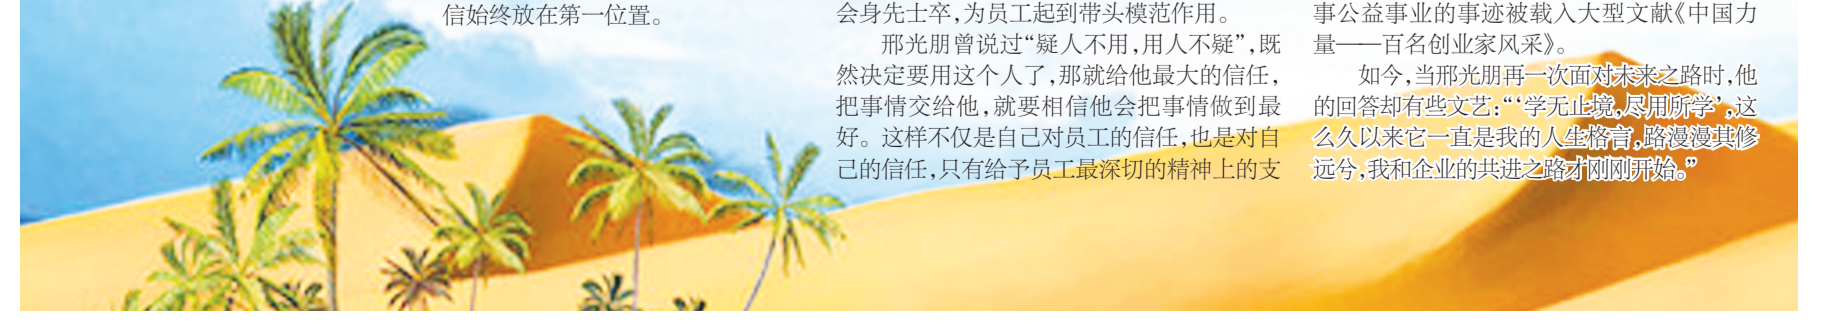 信始终放在第一位置。
会身先士卒，为员工起到带头模范作用。
邢光朋曾说过“疑人不用，用人不疑”，既
然决定要用这个人了，那就给他最大的信任，
把事情交给他，就要相信他会把事情做到最
好。这样不仅是自己对员工的信任，也是对自
己的信任，只有给予员工最深切的精神上的支
事公益事业的事迹被载入大型文献《中国力
量——百名创业家风采》。
如今，当邢光朋再一次面对未来之路时，他
的回答却有些文艺：“‘学无止境，尽用所学’，这
么久以来它一直是我的人生格言，路漫漫其修
远兮，我和企业的共进之路才刚刚开始。”